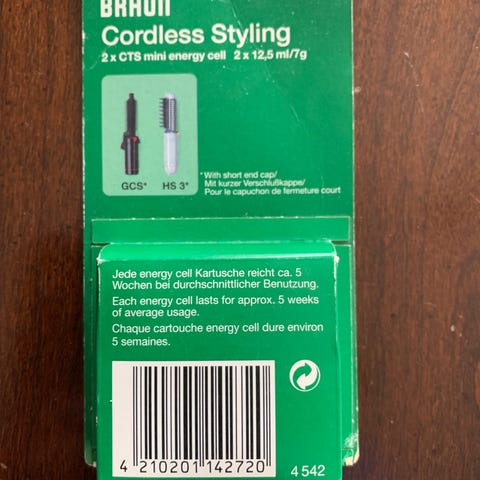 BRAUN
Cordless Styling
2 x CTS mini energy cell 2 x 12,5 ml/7g
GCS* HS 3*
*With short end cap/
Mit kurzer Verschlußkappe/
Pour le capuchon de fermeture court
Jede energy cell Kartusche reicht ca. 5
Wochen bei durchschnittlicher Benutzung.
Each energy cell lasts for approx. 5 weeks
of average usage.
Chaque cartouche energy cell dure environ
5 semaines.
4 210201 142720
4 542